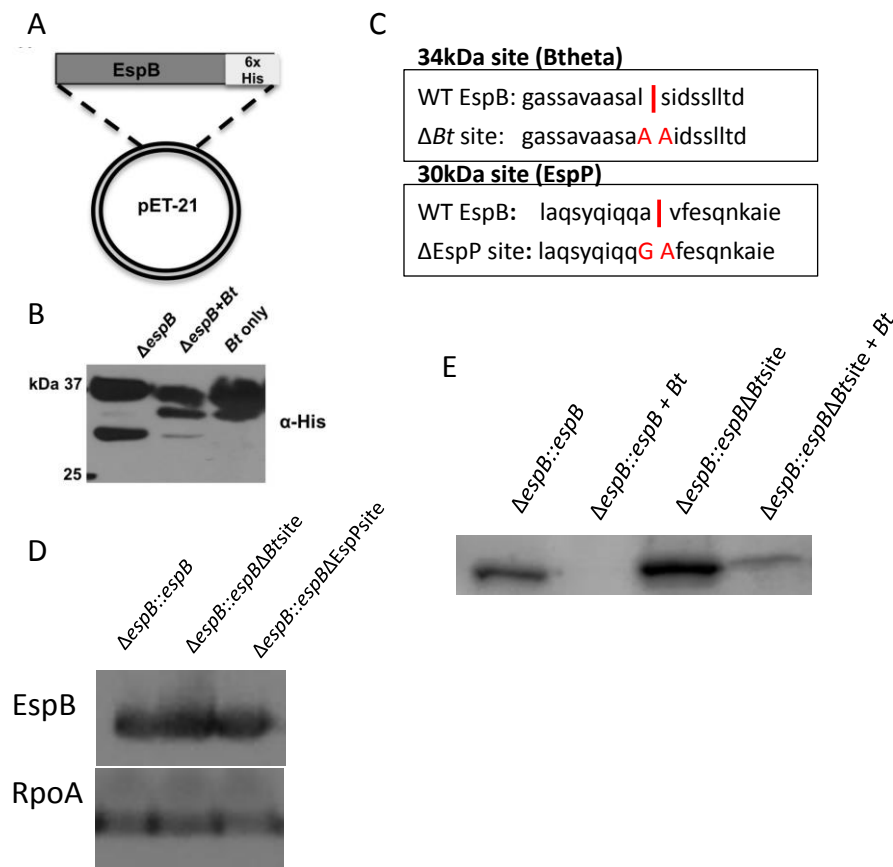 A
EspB
6x
His
pET-21
B
ΔespB
ΔespB+Bt
Bt only
kDa 37
25
α-His
C
34kDa site (Btheta)
WT EspB: gassavaasal | sidsslltd
ΔBt site: gassavaasaA Aidsslltd
30kDa site (EspP)
WT EspB: laqsyqiqqa | vfesqnkaie
ΔEspP site: laqsyqiqqG Afesqnkaie
D
ΔespB::espB
ΔespB::espBΔBtsite
ΔespB::espBΔEspPsite
EspB
RpoA
E
ΔespB::espB
ΔespB::espB + Bt
ΔespB::espBΔBtsite
ΔespB::espBΔBtsite + Bt